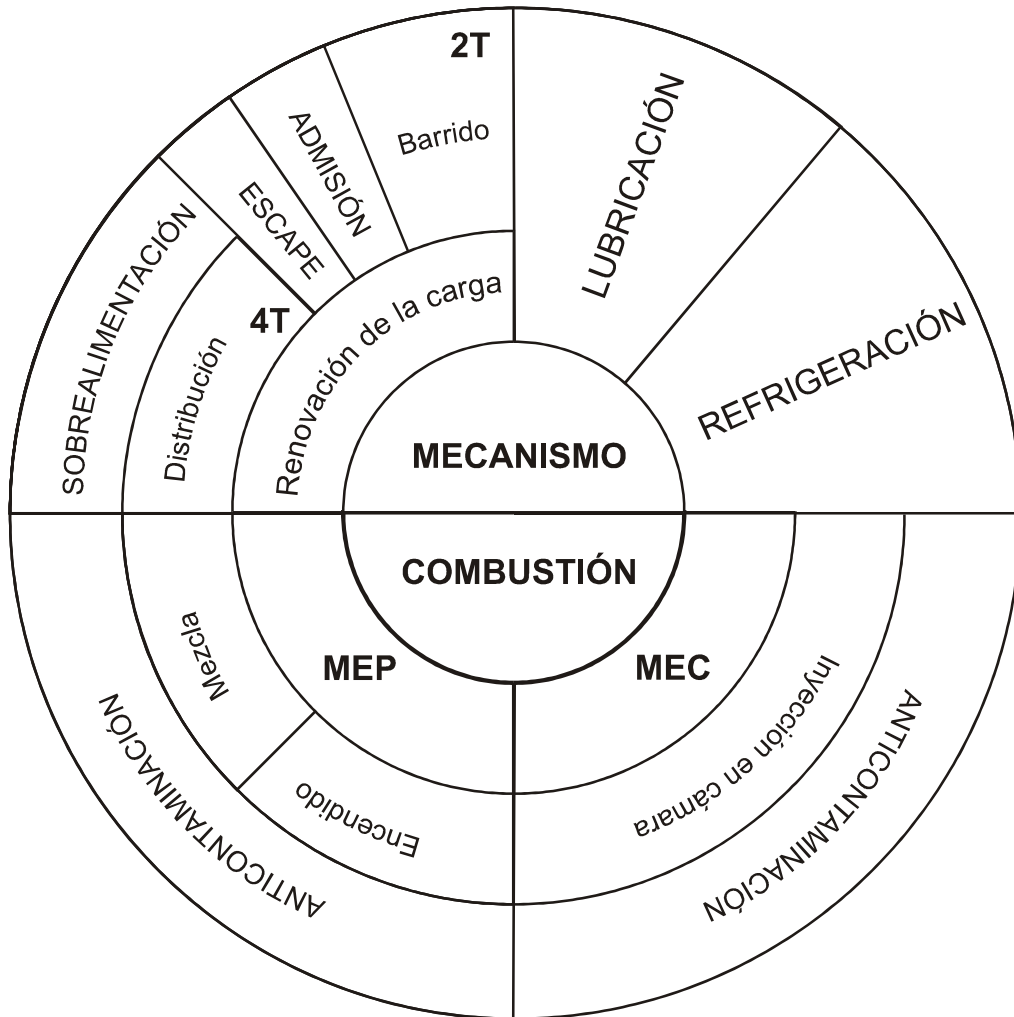 2T
Barrido
ADMISIÓN
ESCAPE
SOBREALIMENTACIÓN
Distribución
4T
Renovación de la carga
LUBRICACIÓN
REFRIGERACIÓN
MECANISMO
COMBUSTIÓN
MEP
MEC
Mezcla
Encendido
ANTICONTAMINACIÓN
Inyección en cámara
ANTICONTAMINACIÓN